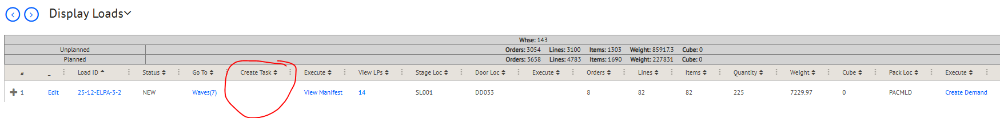 Display Loads
Whse: 143
Unplanned Orders: 3054 Lines: 3100 Items: 1303 Weight: 85917.3 Cube: 0
Planned Orders: 3658 Lines: 4783 Items: 1690 Weight: 227831 Cube: 0
# _ Load ID Status Go To Create Task Execute View LPs Stage Loc Door Loc Execute Orders Lines Items Quantity Weight Cube Pack Loc Execute
1 Edit 25-12-ELPA-3-2 NEW Waves(7) View Manifest 14 SL001 DD033 8 82 82 225 7229.97 0 PACMLD Create Demand